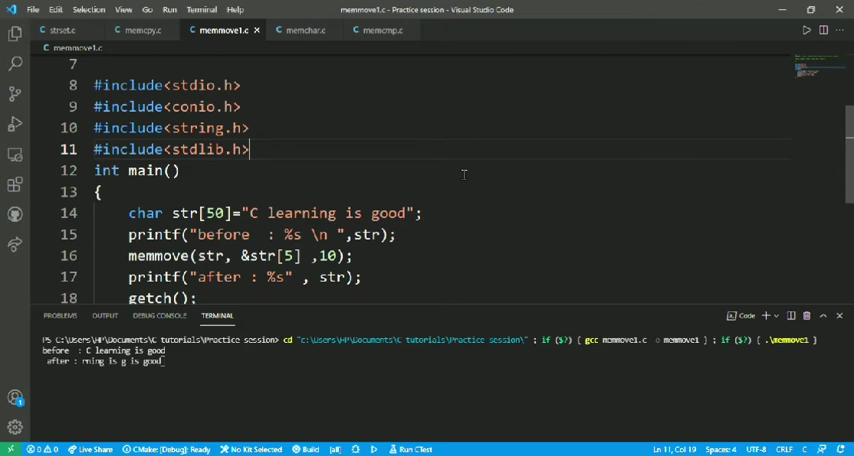 File Edit Selection View Go Run Terminal Help
memmove1.c - Practice session - Visual Studio Code
C strset.c C memcpy.c C memmove1.c C memchar.c C memcmp.c
C memmove1.c
7
8 #include<stdio.h>
9 #include<conio.h>
10 #include<string.h>
11 #include<stdlib.h>
12 int main()
13 {
14 char str[50]="C learning is good";
15 printf("before : %s \n ",str);
16 memmove(str, &str[5] ,10);
17 printf("after : %s" , str);
18 getch();
PROBLEMS OUTPUT DEBUG CONSOLE TERMINAL
Code
PS C:\Users\HP\Documents\C tutorials\Practice session> cd "c:\Users\HP\Documents\C tutorials\Practice session\" ; if ($?) { gcc memmove1.c -o memmove1 } ; if ($?) { .\memmove1 }
before : C learning is good
after : rning is g is good
1
0 0 Live Share CMake: [Debug]: Ready No Kit Selected Build [all] Run CTest
Ln 11, Col 19 Spaces: 4 UTF-8 CRLF C